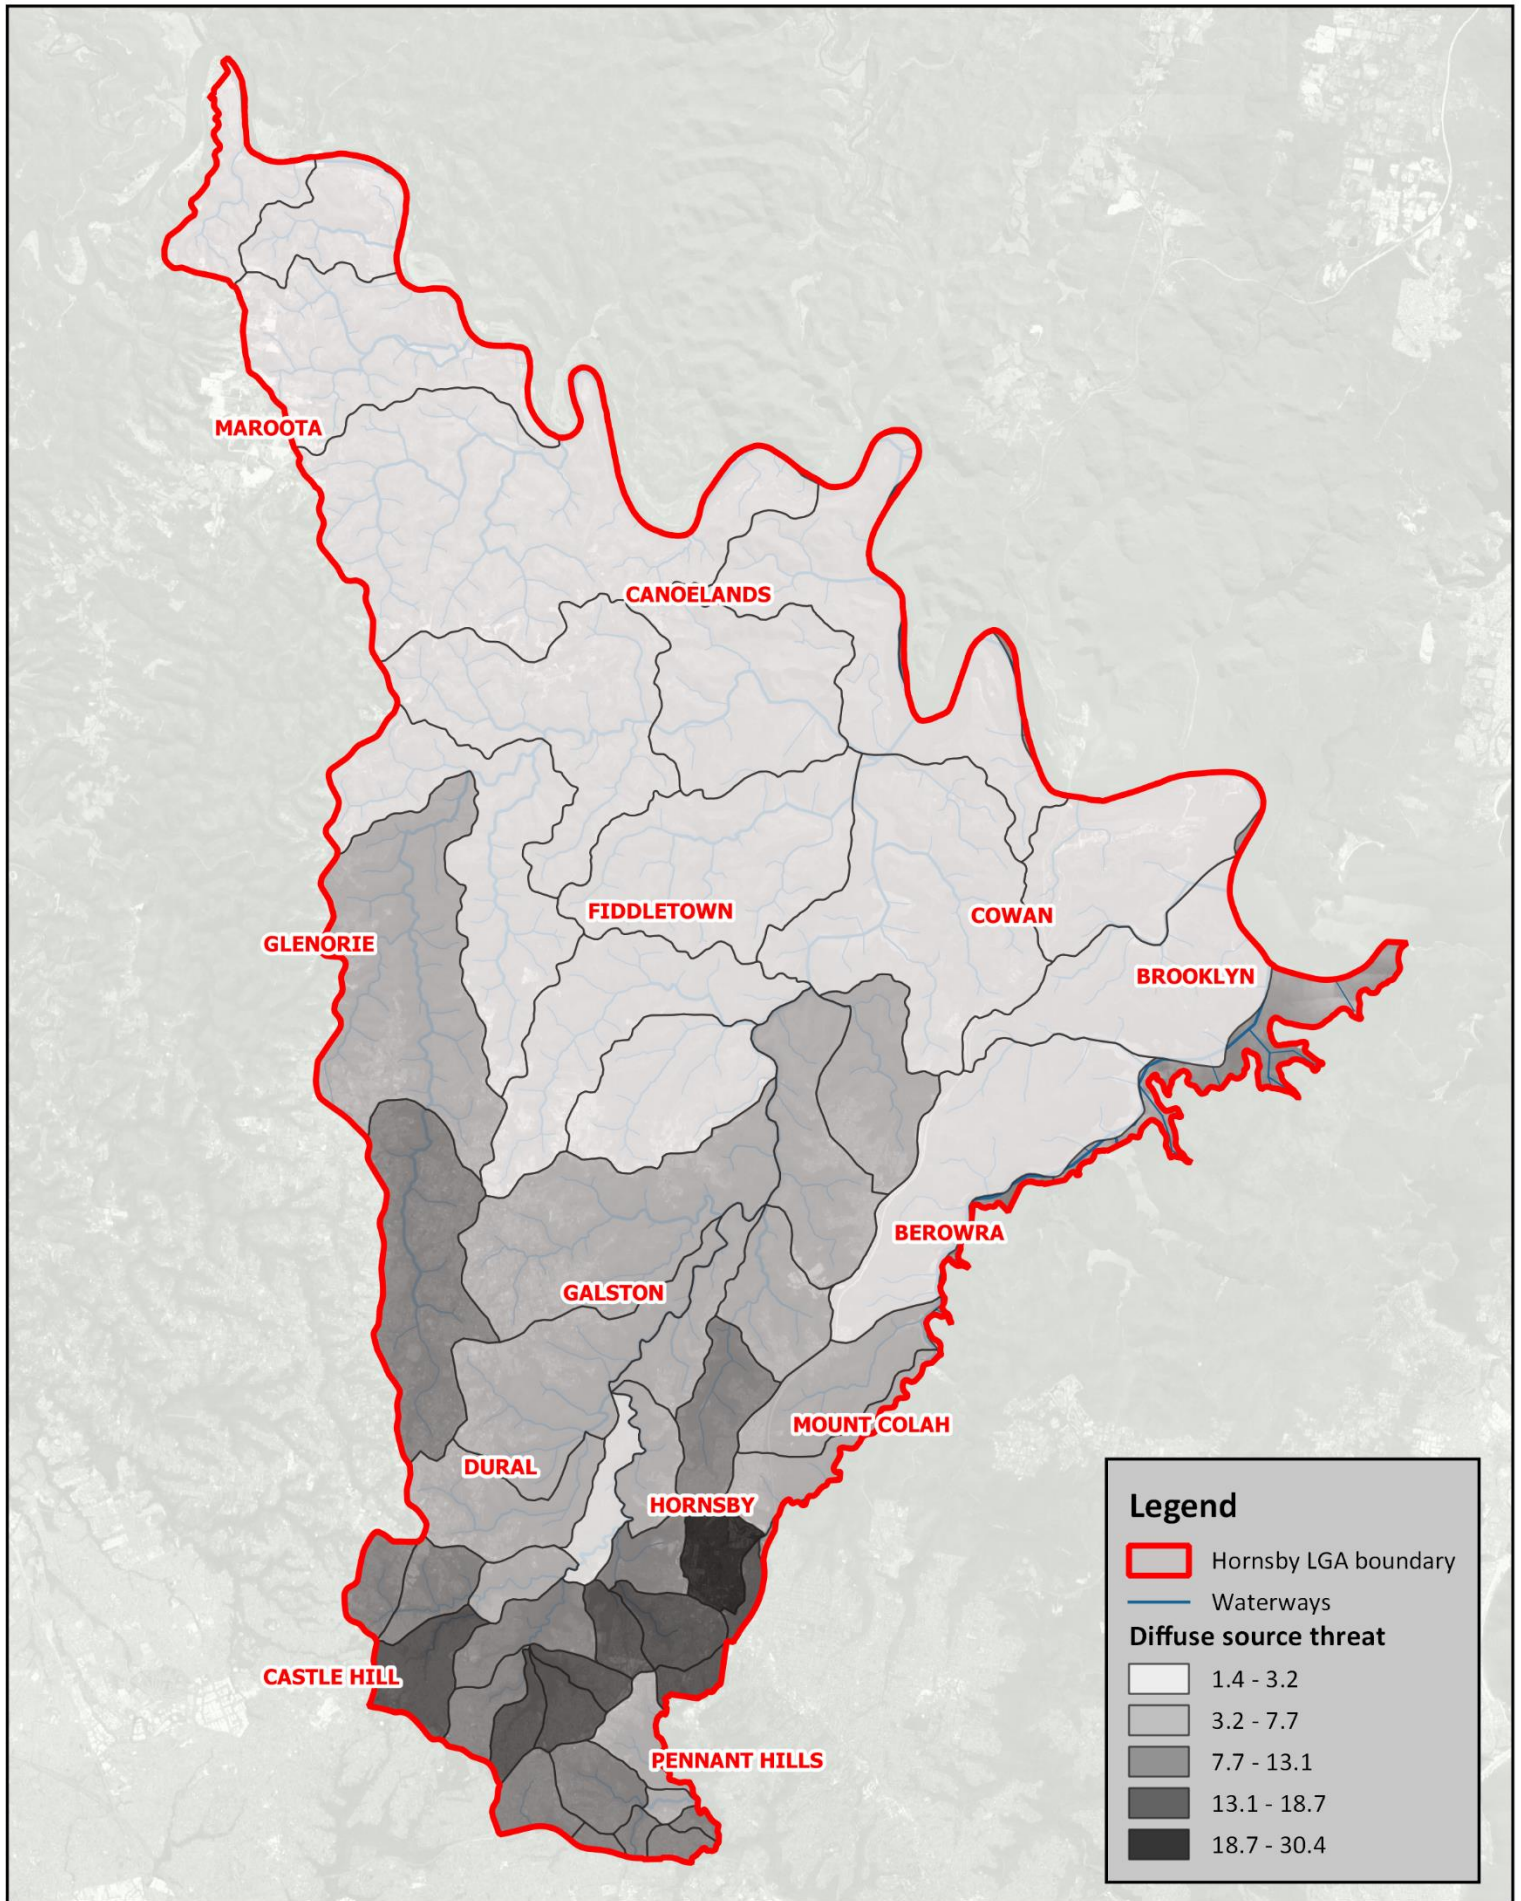 MAROOTA
CANOELANDS
FIDDLETOWN
COWAN
GLENORIE
BROOKLYN
BEROWRA
GALSTON
MOUNT COLAH
DURAL
HORNSBY
CASTLE HILL
PENNANT HILLS
Legend
Hornsby LGA boundary
Waterways
Diffuse source threat
1.4 - 3.2
3.2 - 7.7
7.7 - 13.1
13.1 - 18.7
18.7 - 30.4